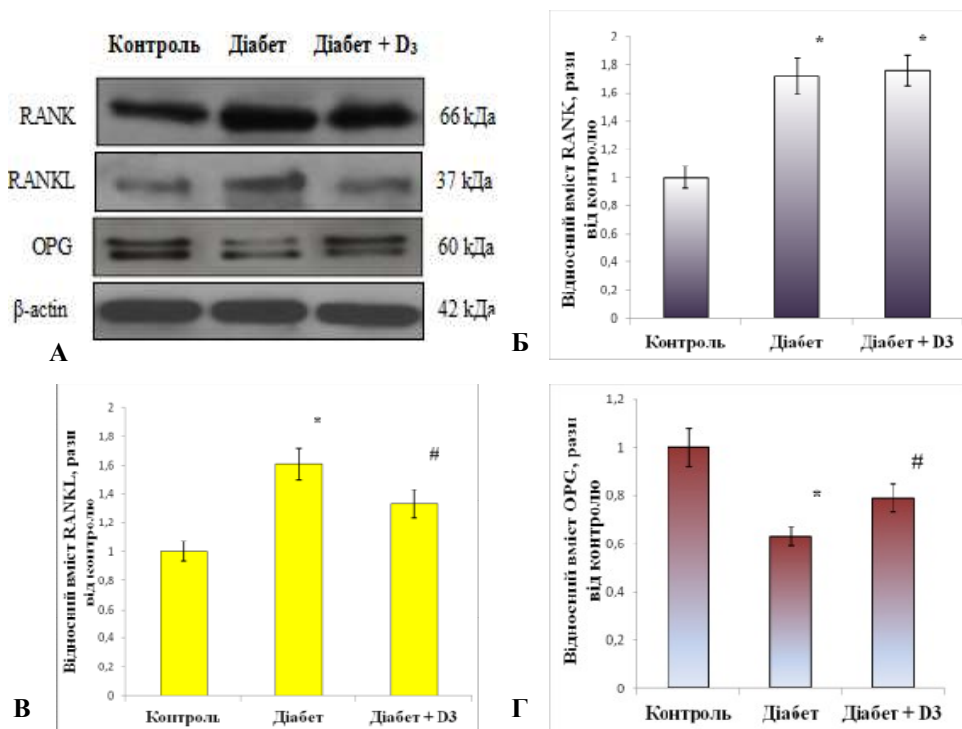 Контроль Діабет Діабет + D₃
RANK 66 кДа
RANKL 37 кДа
OPG 60 кДа
β-actin 42 кДа
А
Відносний вміст RANK, рази
від контролю
2
1,8
1,6
1,4
1,2
1
0,8
0,6
0,4
0,2
0
* *
Контроль Діабет Діабет + D3
Б
Відносний вміст RANKL, рази
від контролю
2
1,8
1,6
1,4
1,2
1
0,8
0,6
0,4
0,2
0
* #
Контроль Діабет Діабет + D3
В
Відносний вміст OPG, рази
від контролю
1,2
1
0,8
0,6
0,4
0,2
0
* #
Контроль Діабет Діабет + D3
Г